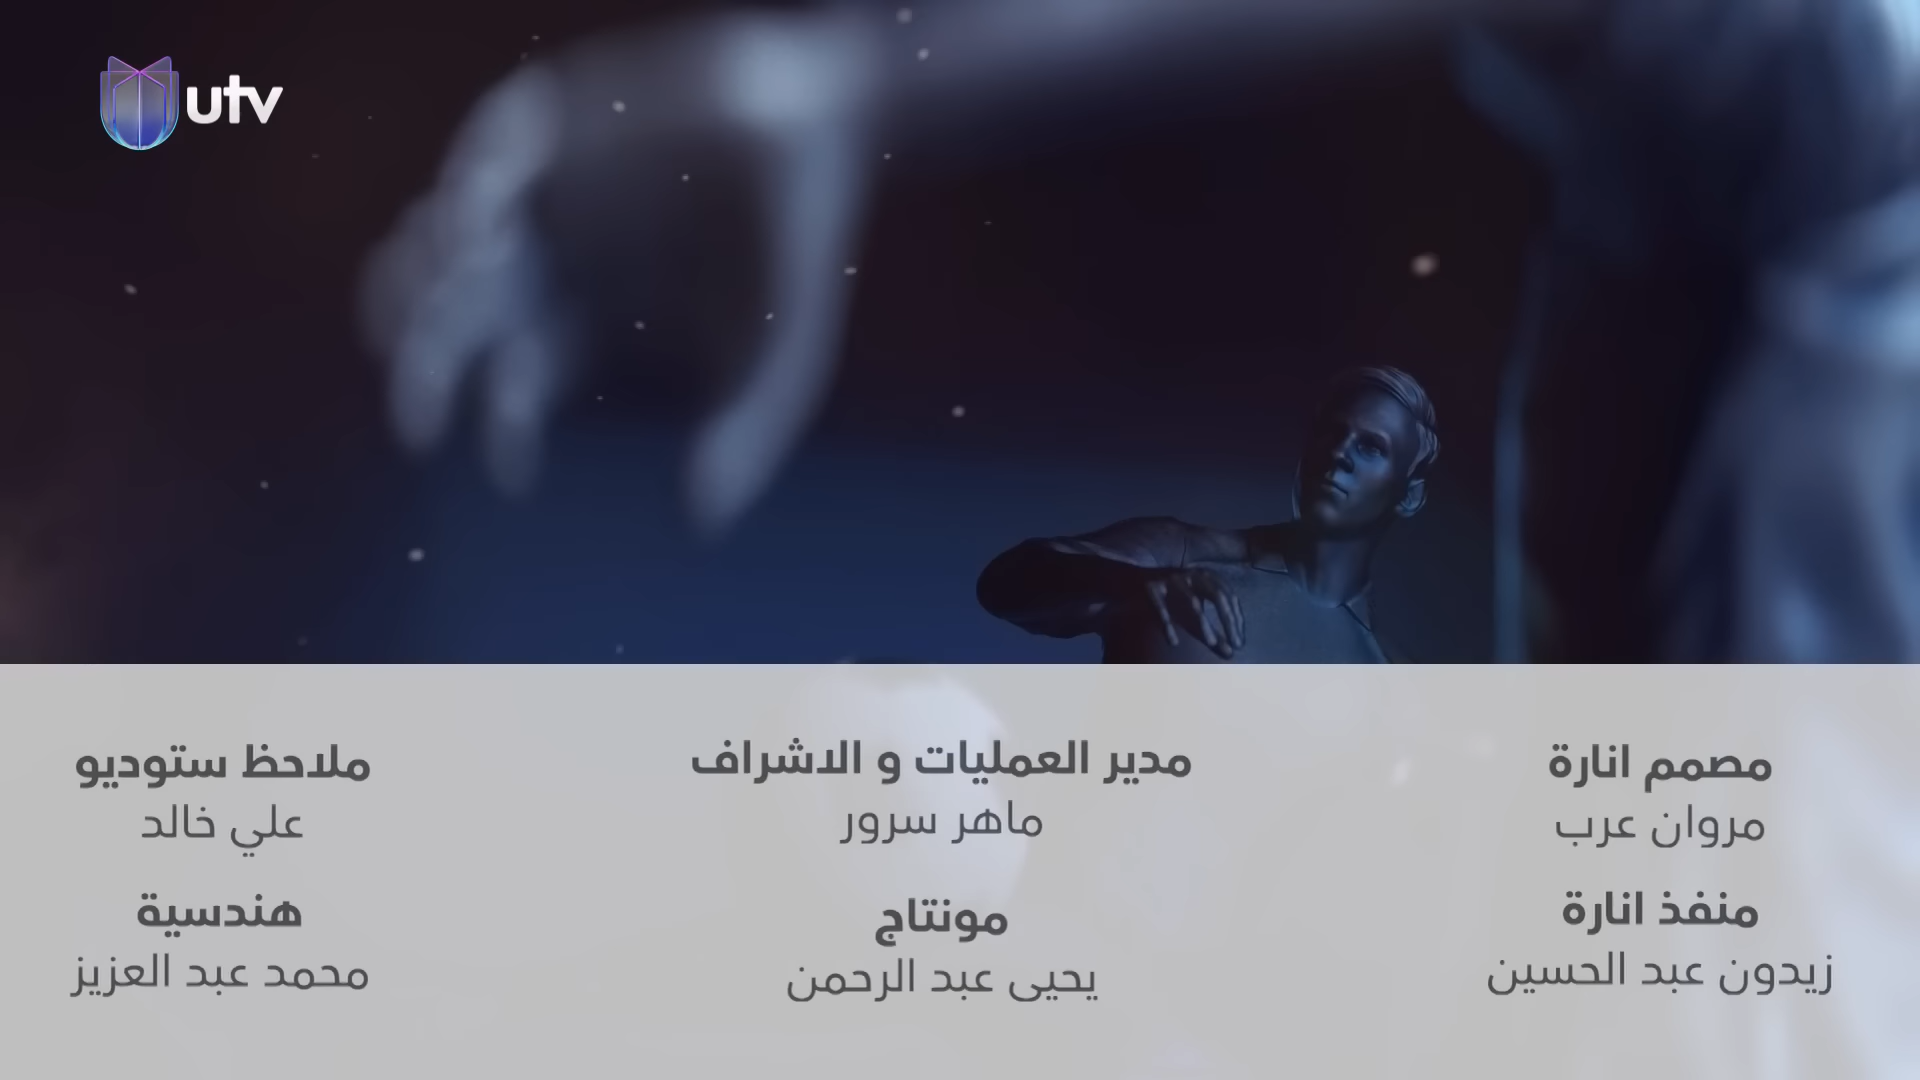 utv
مصمم انارة
مروان عرب
منفذ انارة
زيدون عبد الحسين
مدير العمليات و الاشراف
ماهر سرور
مونتاج
يحيى عبد الرحمن
ملاحظ ستوديو
علي خالد
هندسية
محمد عبد العزيز